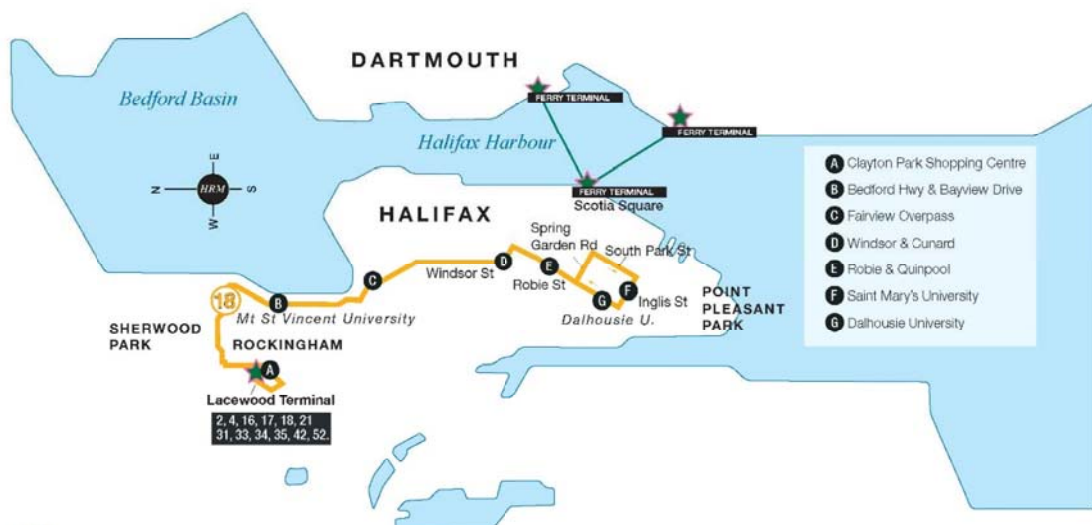 DARTMOUTH
Bedford Basin
FERRY TERMINAL
Halifax Harbour
FERRY TERMINAL
N
E
S
W
HRM
FERRY TERMINAL
Scotia Square
HALIFAX
Spring
Garden Rd
South Park St
Windsor St
D
E
Robie St
C
G
F
Inglis St
Dalhousie U.
POINT
PLEASANT
PARK
18
B
Mt St Vincent University
SHERWOOD
PARK
ROCKINGHAM
A
Lacewood Terminal
2, 4, 16, 17, 18, 21
31, 33, 34, 35, 42, 52.
A Clayton Park Shopping Centre
B Bedford Hwy & Bayview Drive
C Fairview Overpass
D Windsor & Cunard
E Robie & Quinpool
F Saint Mary's University
G Dalhousie University